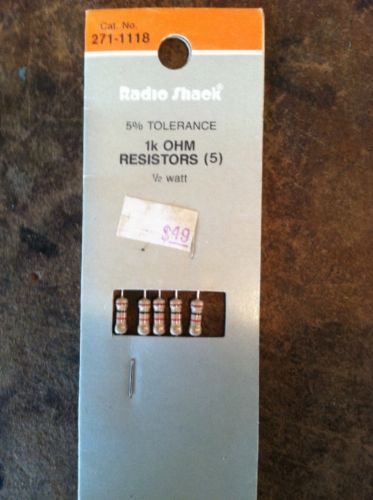 Cat. No.
271-1118
Radio Shack®
5% TOLERANCE
1k OHM
RESISTORS (5)
½ watt
$.49